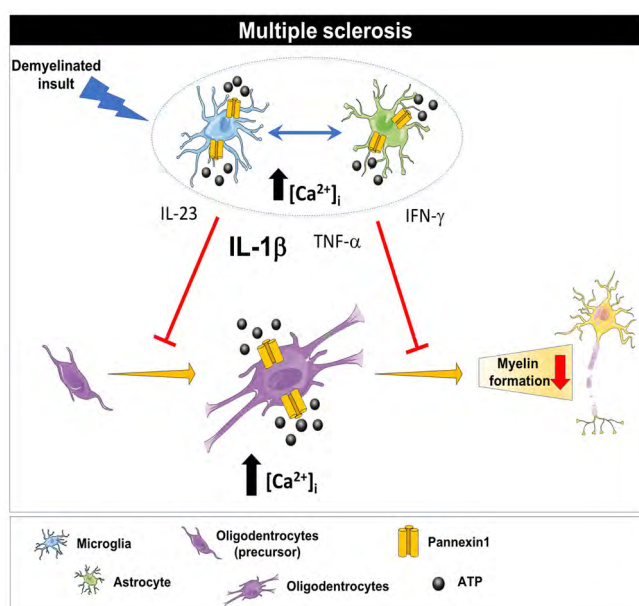 Multiple sclerosis
Demyelinated
insult
[Ca²⁺]ᵢ
IL-23
IL-1β
TNF-α
IFN-γ
Myelin
formation
[Ca²⁺]ᵢ
Microglia
Oligodentrocytes
(precursor)
Pannexin1
Astrocyte
Oligodentrocytes
ATP